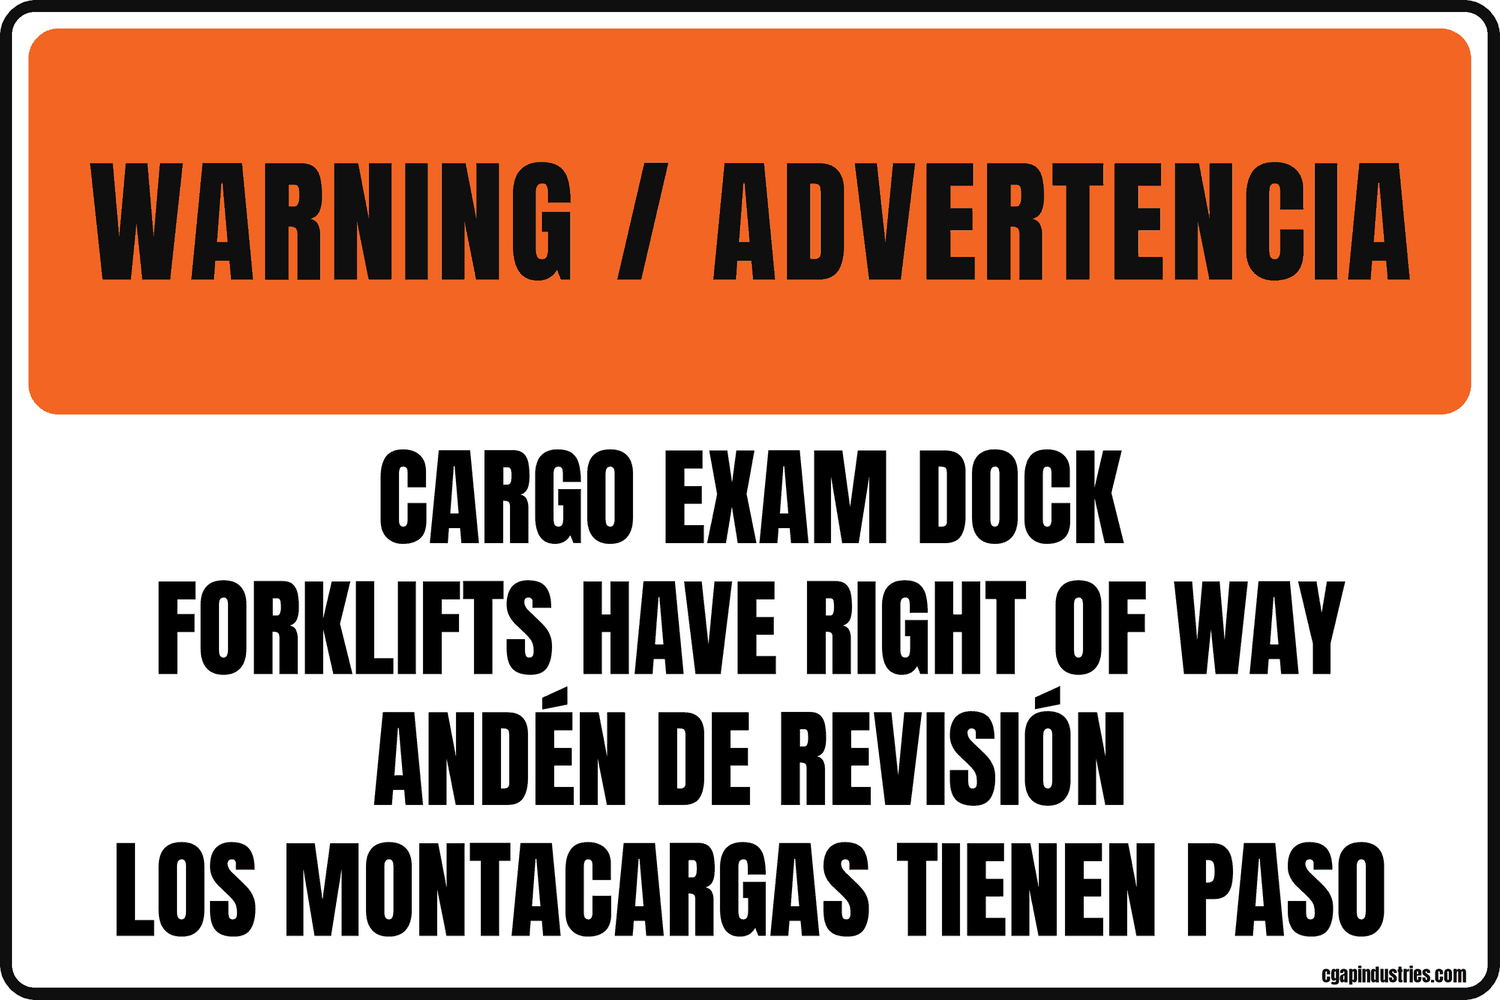 WARNING / ADVERTENCIA
CARGO EXAM DOCK
FORKLIFTS HAVE RIGHT OF WAY
ANDÉN DE REVISIÓN
LOS MONTACARGAS TIENEN PASO
cgapindustries.com